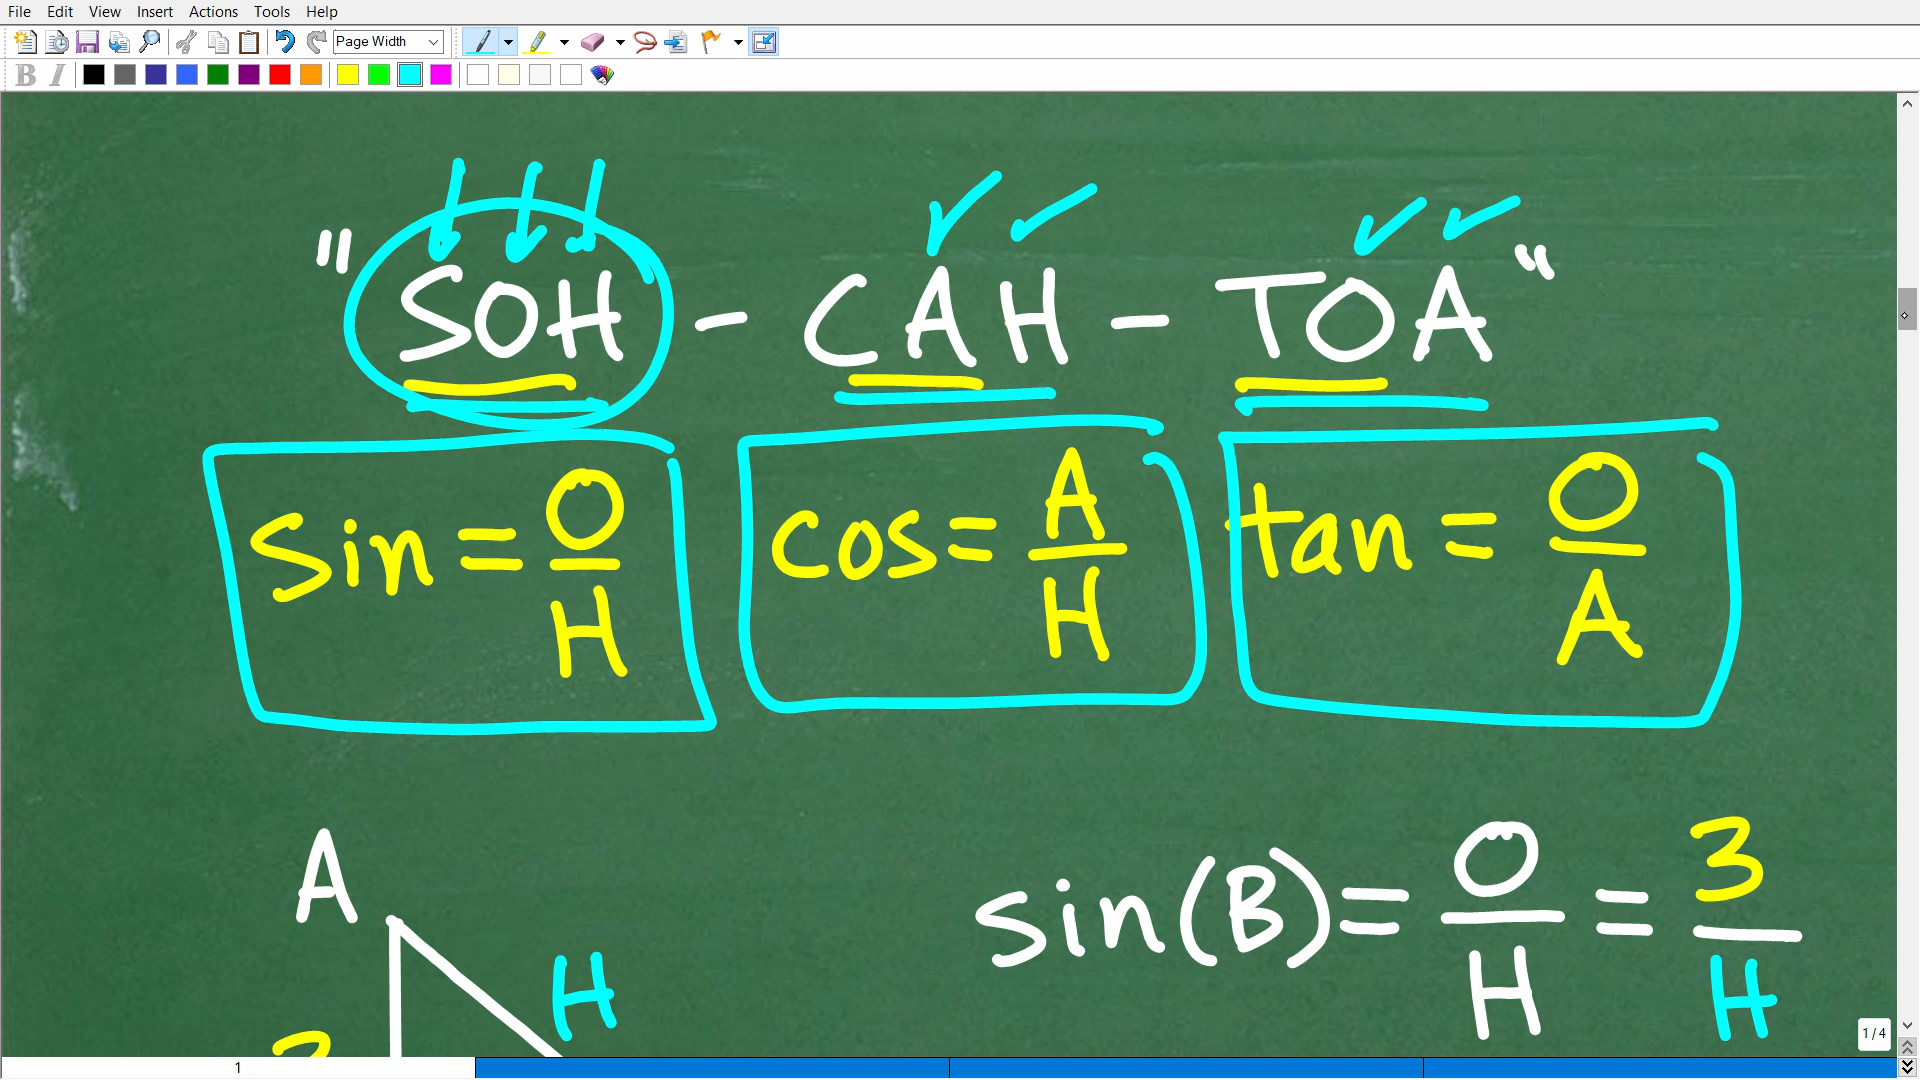 File Edit View Insert Actions Tools Help
Page Width
B I
"SOH - CAH - TOA"
sin = O/H cos = A/H tan = O/A
A
H
sin(B) = O/H = 3/H
1 / 4
1